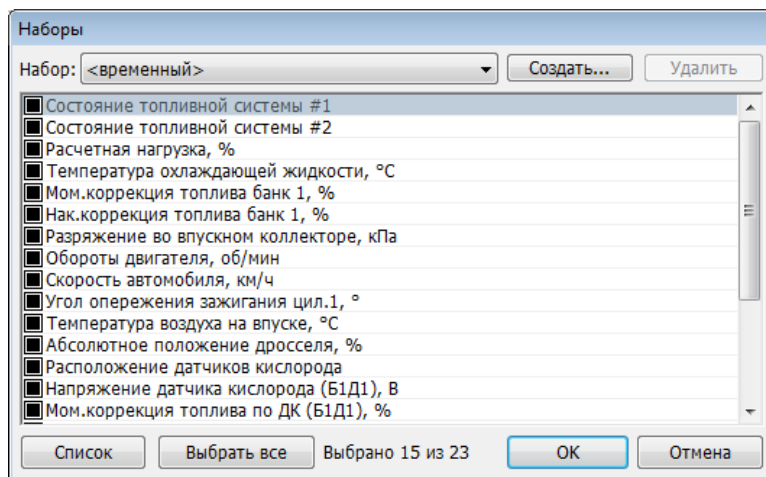 Наборы
Набор: <временный> Создать... Удалить
Состояние топливной системы #1
Состояние топливной системы #2
Расчетная нагрузка, %
Температура охлаждающей жидкости, °C
Мом.коррекция топлива банк 1, %
Нак.коррекция топлива банк 1, %
Разряжение во впускном коллекторе, кПа
Обороты двигателя, об/мин
Скорость автомобиля, км/ч
Угол опережения зажигания цил.1, °
Температура воздуха на впуске, °C
Абсолютное положение дросселя, %
Расположение датчиков кислорода
Напряжение датчика кислорода (Б1Д1), В
Мом.коррекция топлива по ДК (Б1Д1), %
Список Выбрать все Выбрано 15 из 23 OK Отмена